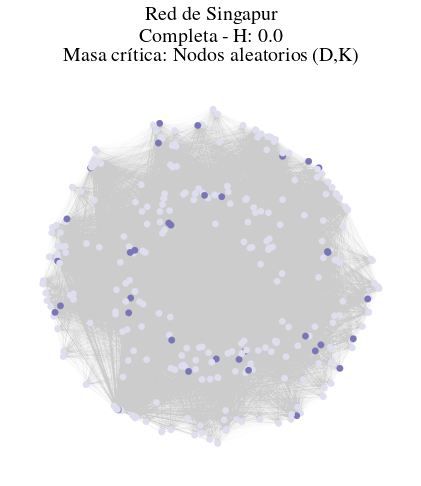 Red de Singapur
Completa - H: 0.0
Masa crítica: Nodos aleatorios (D,K)